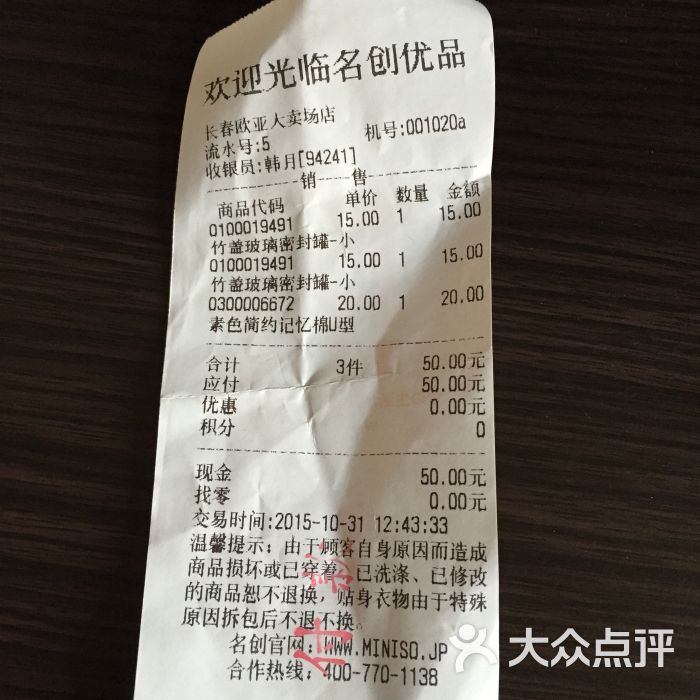 欢迎光临名创优品
长春欧亚大卖场店
流水号:5 机号:001020a
收银员:韩月[94241]
销 售
商品代码 单价 数量 金额
0100019491 15.00 1 15.00
竹盖玻璃密封罐-小
0100019491 15.00 1 15.00
竹盖玻璃密封罐-小
0300006672 20.00 1 20.00
素色简约记忆棉U型
合计 3件 50.00元
应付 50.00元
优惠 0.00元
积分 0
现金 50.00元
找零 0.00元
交易时间:2015-10-31 12:43:33
温馨提示: 由于顾客自身原因而造成
商品损坏或已穿着、已洗涤、已修改
的商品恕不退换, 贴身衣物由于特殊
原因拆包后不退不换。
名创官网:WWW.MINISO.JP
合作热线: 400-770-1138
付款
大众点评